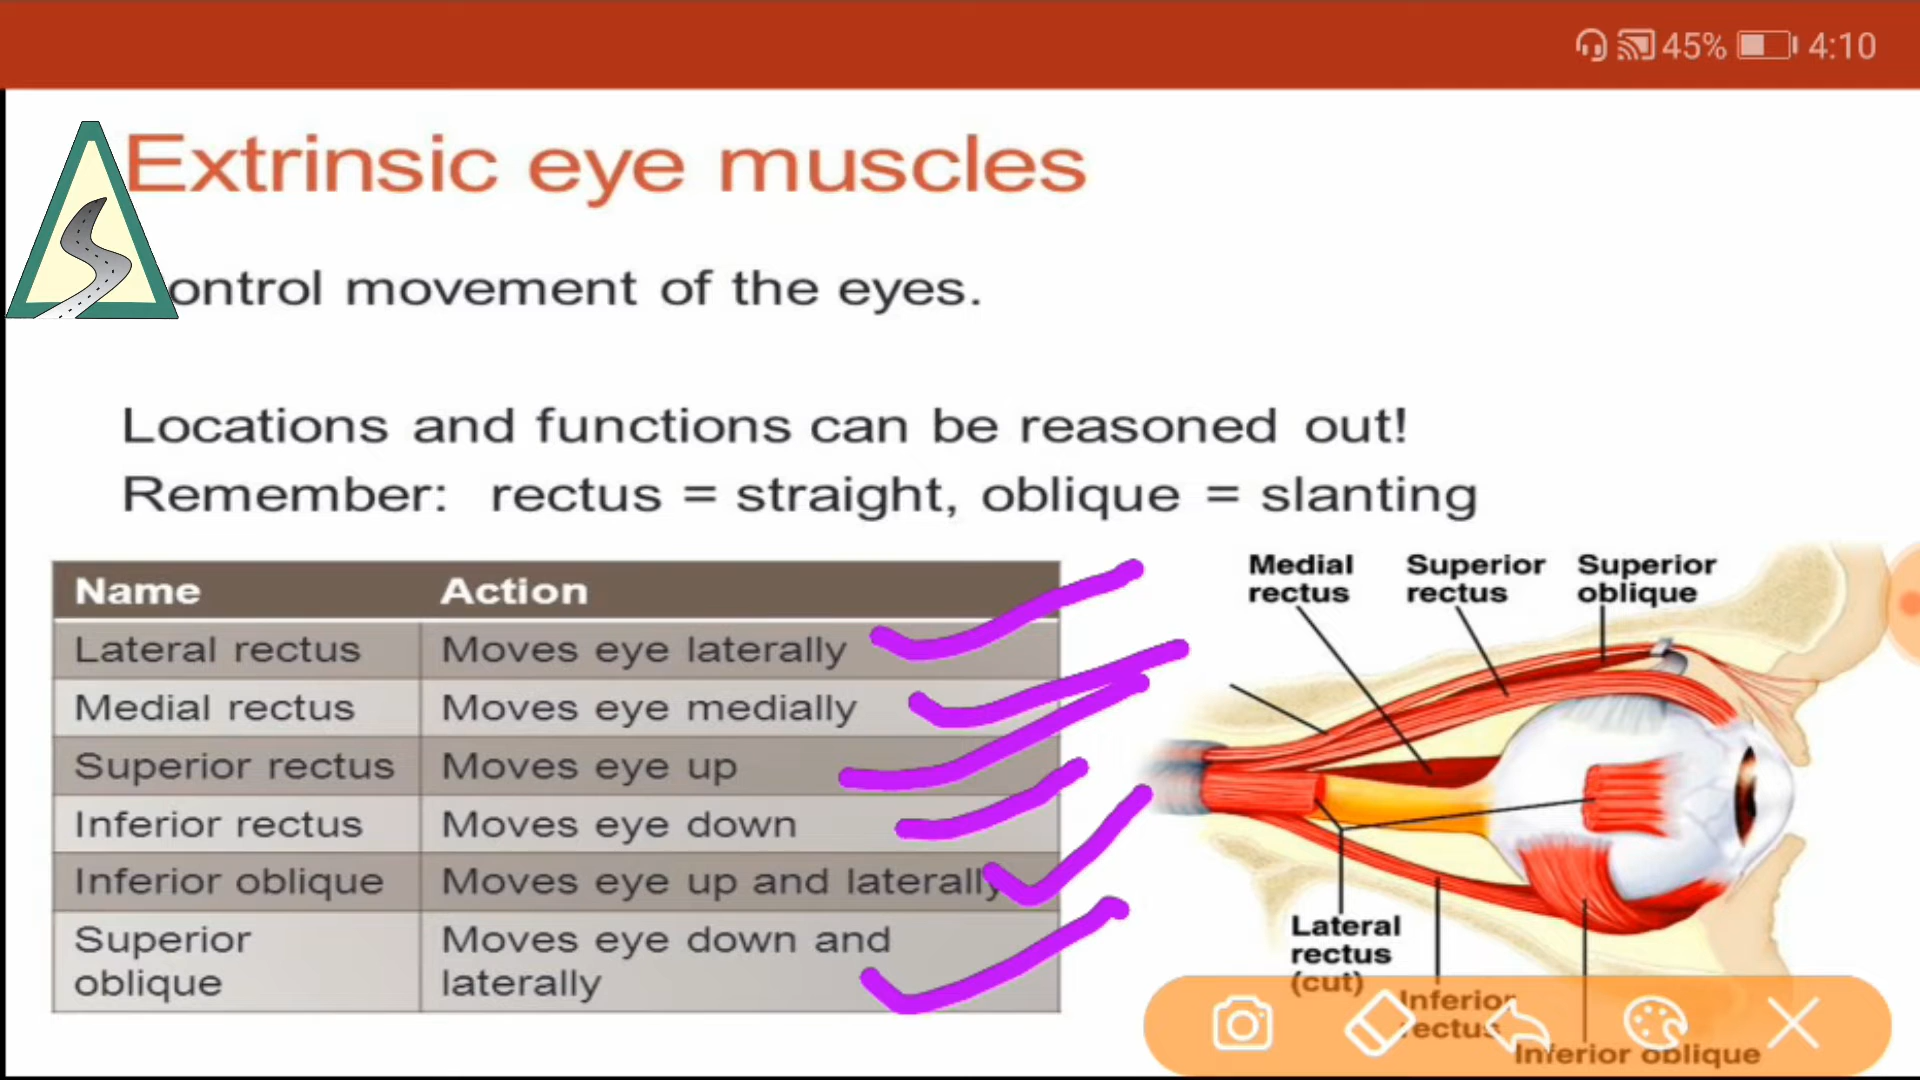 45% 4:10
Extrinsic eye muscles
ontrol movement of the eyes.
Locations and functions can be reasoned out!
Remember: rectus = straight, oblique = slanting
Name Action
Lateral rectus Moves eye laterally
Medial rectus Moves eye medially
Superior rectus Moves eye up
Inferior rectus Moves eye down
Inferior oblique Moves eye up and laterally
Superior oblique Moves eye down and
laterally
Medial
rectus
Superior
rectus
Superior
oblique
Lateral
rectus
(cut)
Inferior
rectus
Inferior oblique